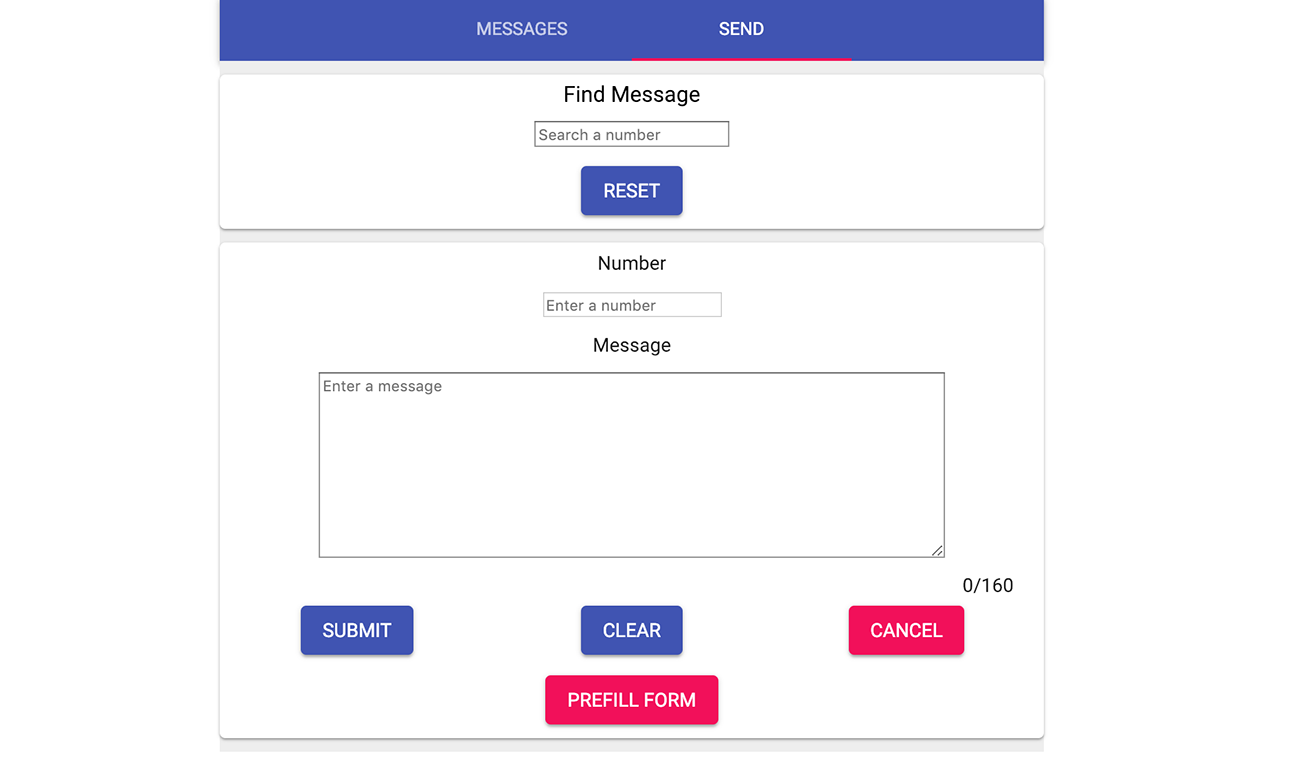 MESSAGES SEND
Find Message
Search a number
RESET
Number
Enter a number
Message
Enter a message
0/160
SUBMIT CLEAR CANCEL
PREFILL FORM